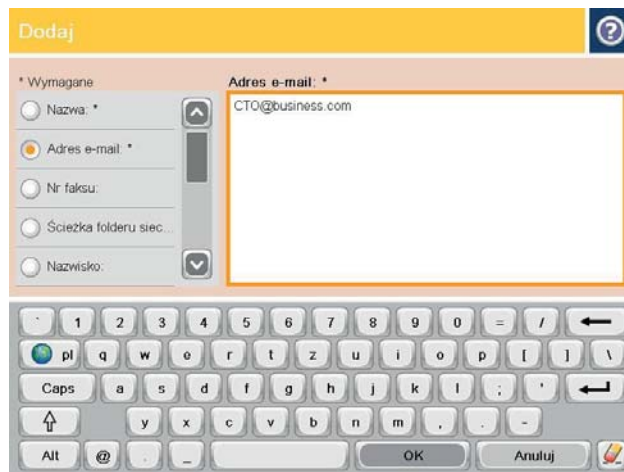 Dodaj
?
* Wymagane
Adres e-mail: *
Nazwa: *
CTO@business.com
Adres e-mail: *
Nr faksu:
Ścieżka folderu siec...
Nazwisko:
` 1 2 3 4 5 6 7 8 9 0 = /
pl q w e r t z u i o p [ ] \
Caps a s d f g h j k l ; '
y x c v b n m , . -
Alt @ . _ OK Anuluj